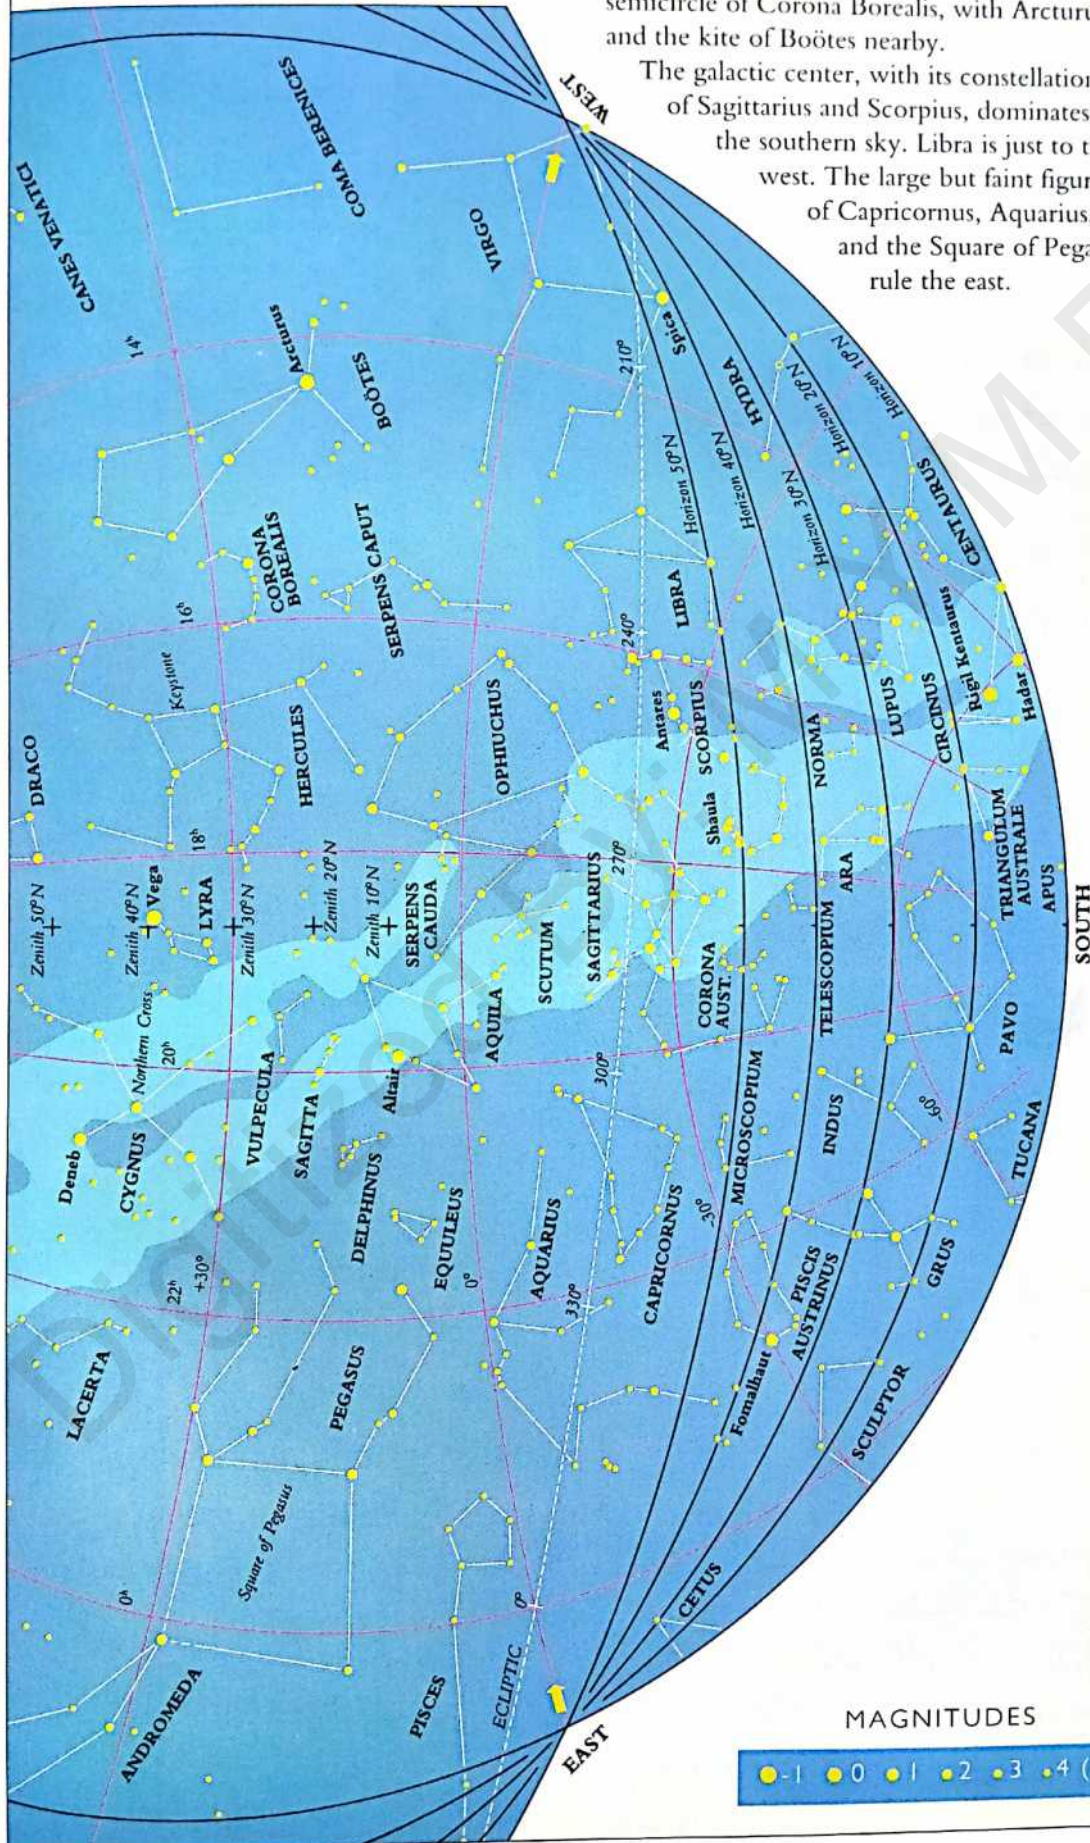 semicircle of Corona Borealis, with
and the kite of Boötes nearby.
The galactic center, with its
of Sagittarius and Scorpius, dominates
the southern sky. Libra is just to
west. The large but faint
of Capricornus, Aquarius,
and the Square of
rule the east.
WEST
COMA BERENICES
CANES VENATICI
VIRGO
14h
Arcturus
BOÖTES
Spica
210°
HYDRA
Horizon 10°N
Horizon 20°N
Horizon 30°N
Horizon 40°N
Horizon 50°N
CENTAURUS
CORONA
BOREALIS
SERPENS CAPUT
16h
LIBRA
240°
Keystone
HERCULES
OPHIUCHUS
Antares
SCORPIUS
NORMA
LUPUS
CIRCINUS
Rigil Kentaurus
Hadar
DRACO
18h
Shaula
270°
ARA
TRIANGULUM
AUSTRALE
APUS
SOUTH
Zenith 50°N
Zenith 40°N
Vega
LYRA
Zenith 30°N
Zenith 20°N
Zenith 10°N
SERPENS
CAUDA
SCUTUM
SAGITTARIUS
CORONA
AUST.
TELESCOPIUM
PAVO
Northern Cross
20h
AQUILA
Altair
300°
MICROSCOPIUM
INDUS
-60°
TUCANA
Deneb
CYGNUS
VULPECULA
SAGITTA
DELPHINUS
EQUULEUS
AQUARIUS
CAPRICORNUS
-30°
PISCIS
AUSTRINUS
GRUS
22h
+30°
0°
330°
LACERTA
PEGASUS
Fomalhaut
SCULPTOR
Square of Pegasus
0h
0°
CETUS
ANDROMEDA
PISCES
ECLIPTIC
EAST
MAGNITUDES
-1 0 1 2 3 4 (
Digitized By: M